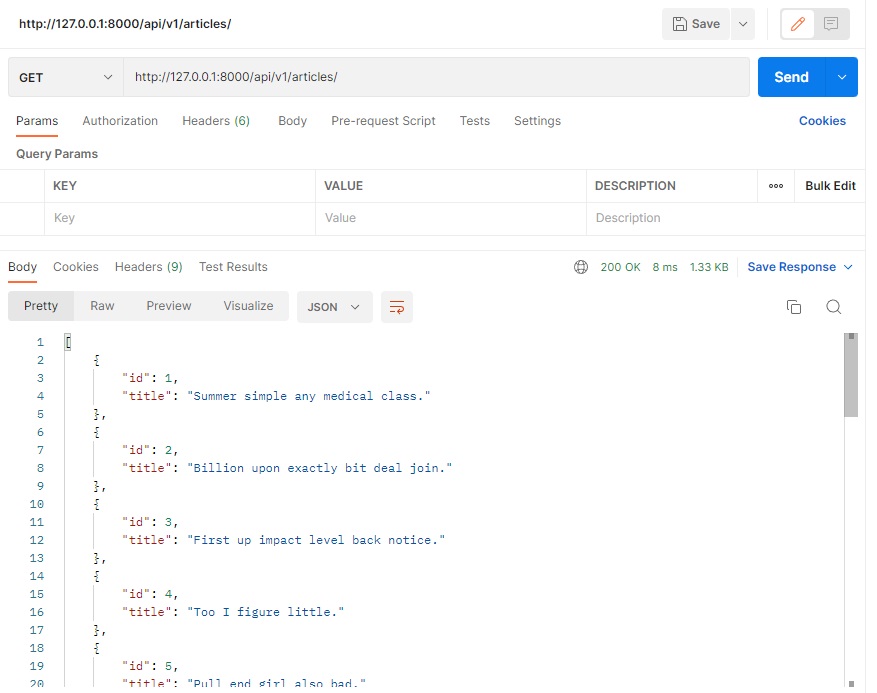 http://127.0.0.1:8000/api/v1/articles/ Save
GET http://127.0.0.1:8000/api/v1/articles/ Send
Params Authorization Headers (6) Body Pre-request Script Tests Settings Cookies
Query Params
KEY VALUE DESCRIPTION ooo Bulk Edit
Key Value Description
Body Cookies Headers (9) Test Results 200 OK 8 ms 1.33 KB Save Response
Pretty Raw Preview Visualize JSON
1 [
2 {
3 "id": 1,
4 "title": "Summer simple any medical class."
5 },
6 {
7 "id": 2,
8 "title": "Billion upon exactly bit deal join."
9 },
10 {
11 "id": 3,
12 "title": "First up impact level back notice."
13 },
14 {
15 "id": 4,
16 "title": "Too I figure little."
17 },
18 {
19 "id": 5,
20 "title": "Pull end girl also bad."